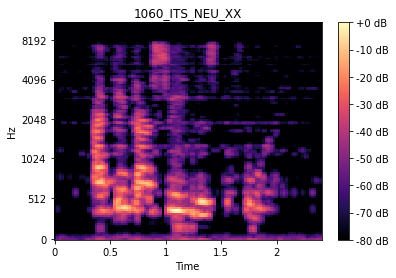 1060_ITS_NEU_XX
8192
4096
2048
1024
512
0
Hz
0 0.5 1 1.5 2
Time
+0 dB
-10 dB
-20 dB
-30 dB
-40 dB
-50 dB
-60 dB
-70 dB
-80 dB